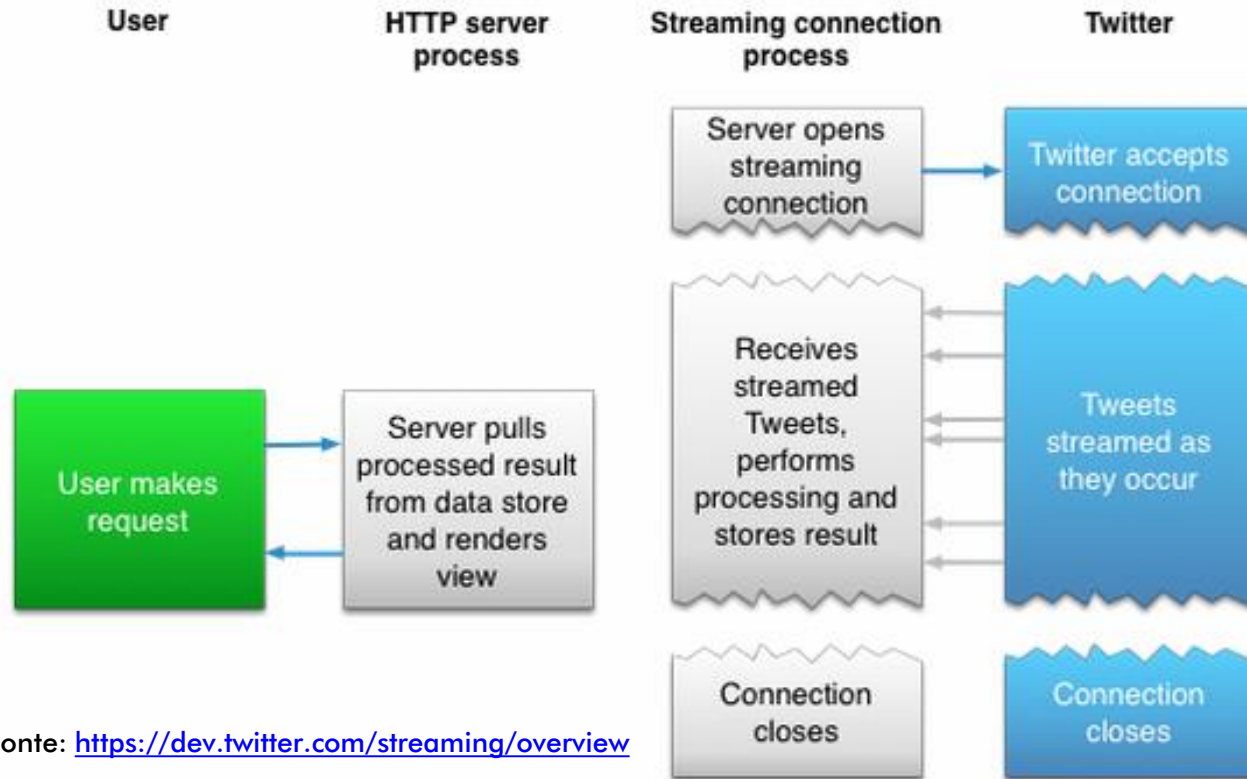 User
HTTP server
process
Streaming connection
process
Twitter
Server opens
streaming
connection
Twitter accepts
connection
User makes
request
Server pulls
processed result
from data store
and renders
view
Receives
streamed
Tweets,
performs
processing and
stores result
Tweets
streamed as
they occur
Connection
closes
Connection
closes
onte: https://dev.twitter.com/streaming/overview